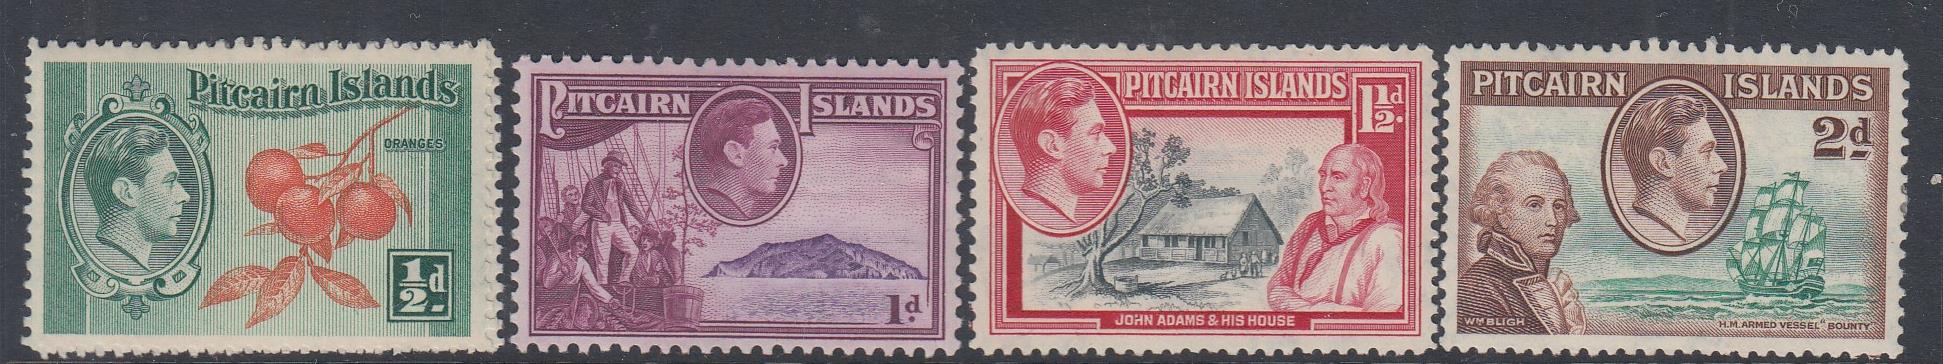 Pitcairn Islands
ORANGES
½d.
PITCAIRN ISLANDS
1d.
PITCAIRN ISLANDS
1½d.
JOHN ADAMS & HIS HOUSE
PITCAIRN ISLANDS
2d
WM BLIGH
H.M. ARMED VESSEL "BOUNTY"